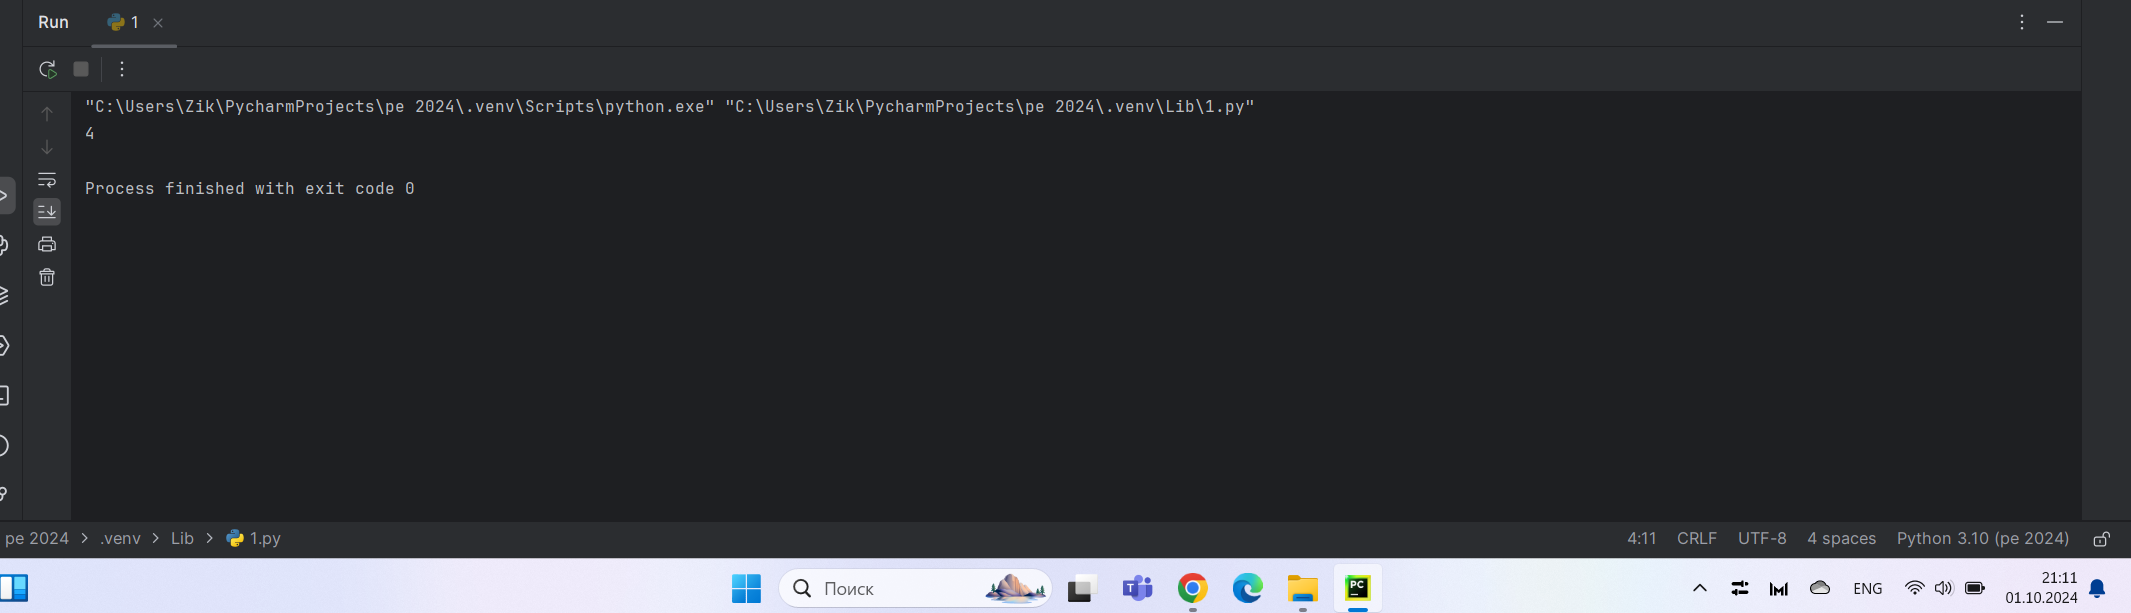 Run 1
"C:\Users\Zik\PycharmProjects\pe 2024\.venv\Scripts\python.exe" "C:\Users\Zik\PycharmProjects\pe 2024\.venv\Lib\1.py"
4
Process finished with exit code 0
pe 2024 > .venv > Lib > 1.py 4:11 CRLF UTF-8 4 spaces Python 3.10 (pe 2024)
Поиск T PC ENG 21:11
01.10.2024